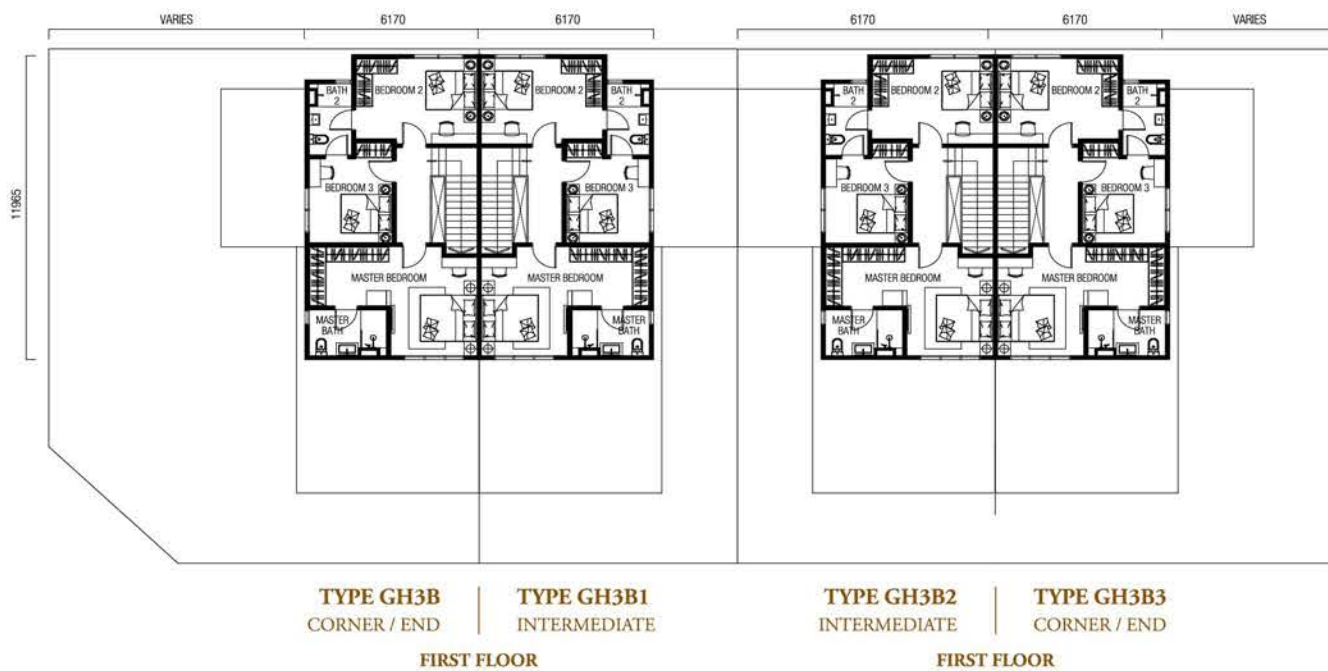 VARIES 6170 6170 6170 6170 VARIES
11965
BATH 2
BEDROOM 2
BEDROOM 2
BATH 2
BATH 2
BEDROOM 2
BEDROOM 2
BATH 2
BEDROOM 3
BEDROOM 3
BEDROOM 3
BEDROOM 3
MASTER BEDROOM
MASTER BEDROOM
MASTER BEDROOM
MASTER BEDROOM
MASTER
BATH
MASTER
BATH
MASTER
BATH
MASTER
BATH
TYPE GH3B
CORNER / END
TYPE GH3B1
INTERMEDIATE
FIRST FLOOR
TYPE GH3B2
INTERMEDIATE
TYPE GH3B3
CORNER / END
FIRST FLOOR